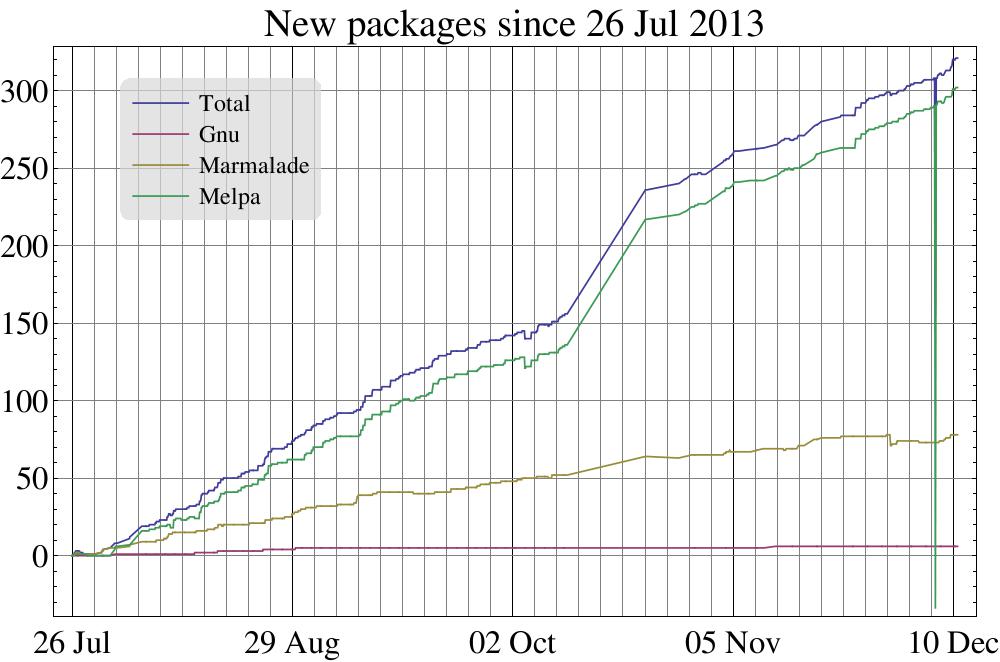 New packages since 26 Jul 2013
300
250
200
150
100
50
0
Total
Gnu
Marmalade
Melpa
26 Jul
29 Aug
02 Oct
05 Nov
10 Dec